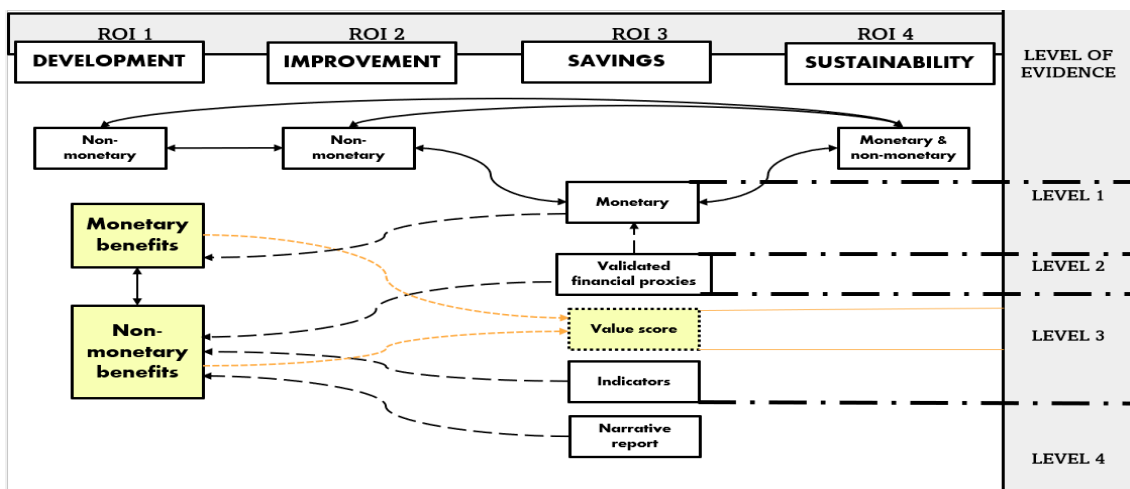 ROI 1
ROI 2
ROI 3
ROI 4
DEVELOPMENT
IMPROVEMENT
SAVINGS
SUSTAINABILITY
LEVEL OF
EVIDENCE
Non-
monetary
Non-
monetary
Monetary &
non-monetary
Monetary
LEVEL 1
Monetary
benefits
Validated
financial proxies
LEVEL 2
Non-
monetary
benefits
Value score
LEVEL 3
Indicators
Narrative
report
LEVEL 4